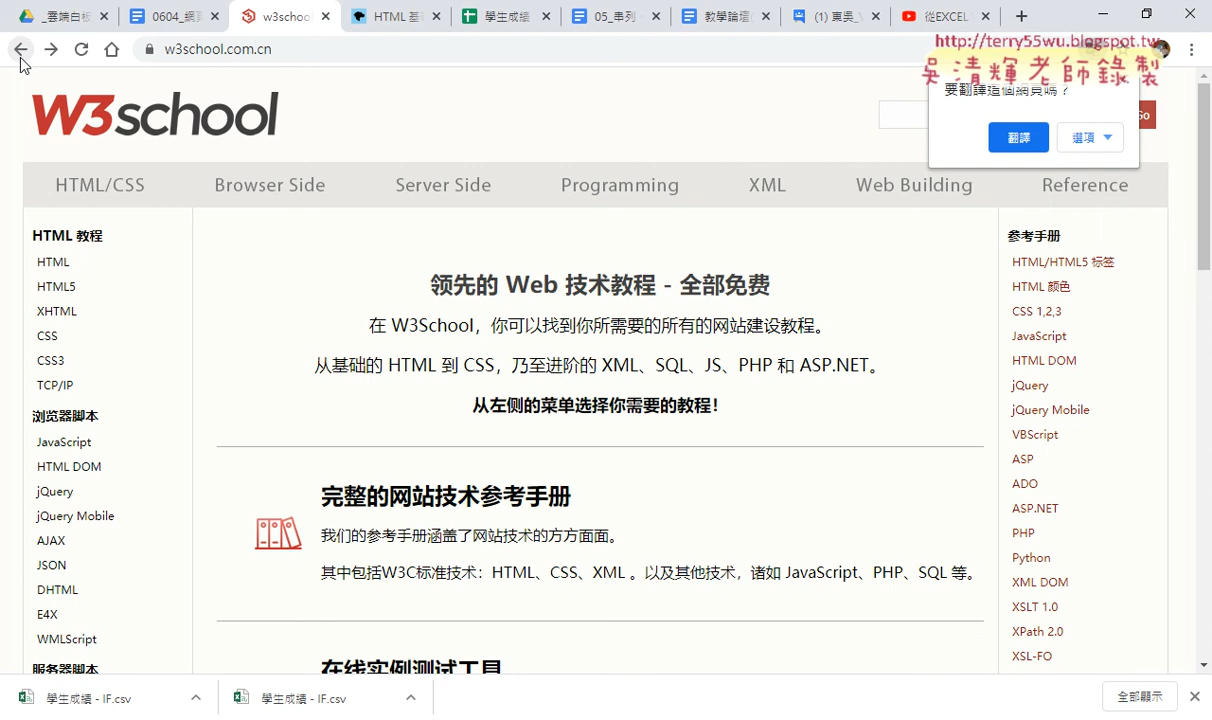 _雲端白板
0604_網頁
w3schoo
HTML 基
學生成績
05_串列
教學論壇(
(1) 東吳_
從EXCEL
w3school.com.cn
http://terry55wu.blogspot.tw
吳清輝老師錄製
要翻譯這個網頁嗎？
翻譯
選項
W3school
Go
HTML/CSS
Browser Side
Server Side
Programming
XML
Web Building
Reference
HTML 教程
HTML
HTML5
XHTML
CSS
CSS3
TCP/IP
浏览器脚本
JavaScript
HTML DOM
jQuery
jQuery Mobile
AJAX
JSON
DHTML
E4X
WMLScript
服务器脚本
领先的 Web 技术教程 - 全部免费
在 W3School，你可以找到你所需要的所有的网站建设教程。
从基础的 HTML 到 CSS，乃至进阶的 XML、SQL、JS、PHP 和 ASP.NET。
从左侧的菜单选择你需要的教程！
完整的网站技术参考手册
我们的参考手册涵盖了网站技术的方方面面。
其中包括W3C标准技术：HTML、CSS、XML 。以及其他技术，诸如 JavaScript、PHP、SQL 等。
在线实例测试工具
参考手册
HTML/HTML5 标签
HTML 颜色
CSS 1,2,3
JavaScript
HTML DOM
jQuery
jQuery Mobile
VBScript
ASP
ADO
ASP.NET
PHP
Python
XML DOM
XSLT 1.0
XPath 2.0
XSL-FO
學生成績 - IF.csv
學生成績 - IF.csv
全部顯示